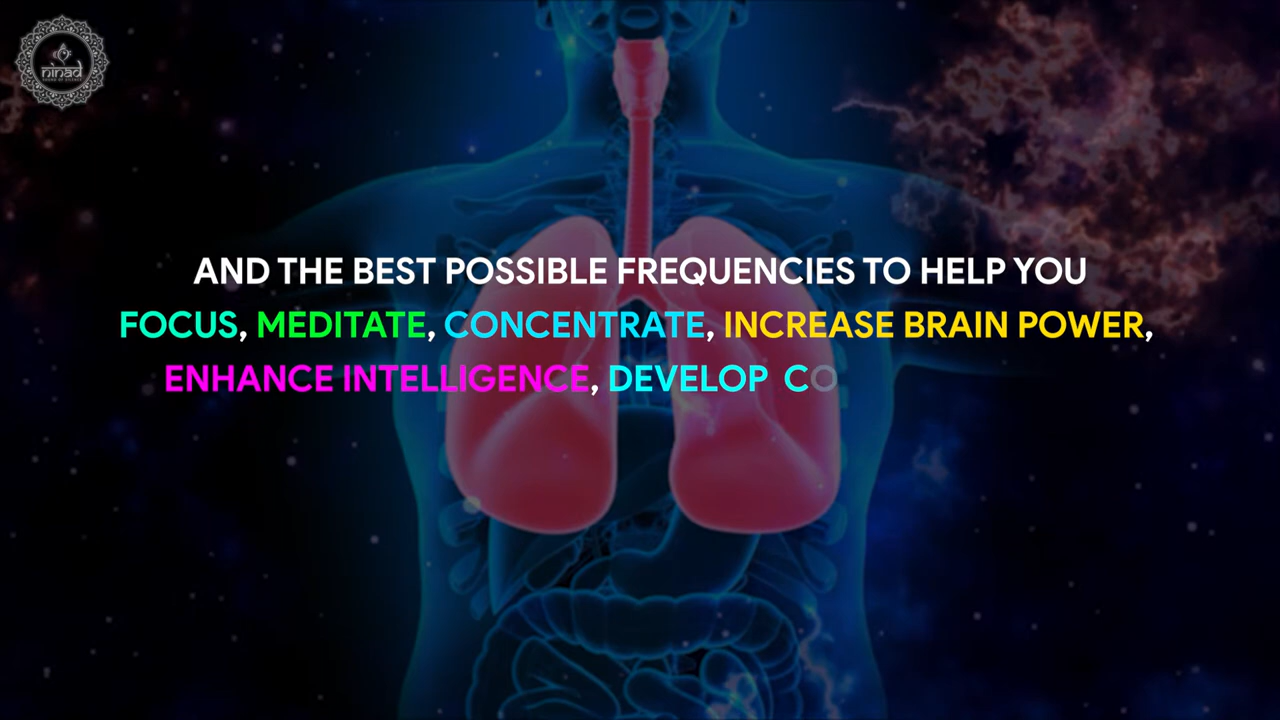 ninad
AND THE BEST POSSIBLE FREQUENCIES TO HELP YOU
FOCUS, MEDITATE, CONCENTRATE, INCREASE BRAIN POWER,
ENHANCE INTELLIGENCE, DEVELOP CO